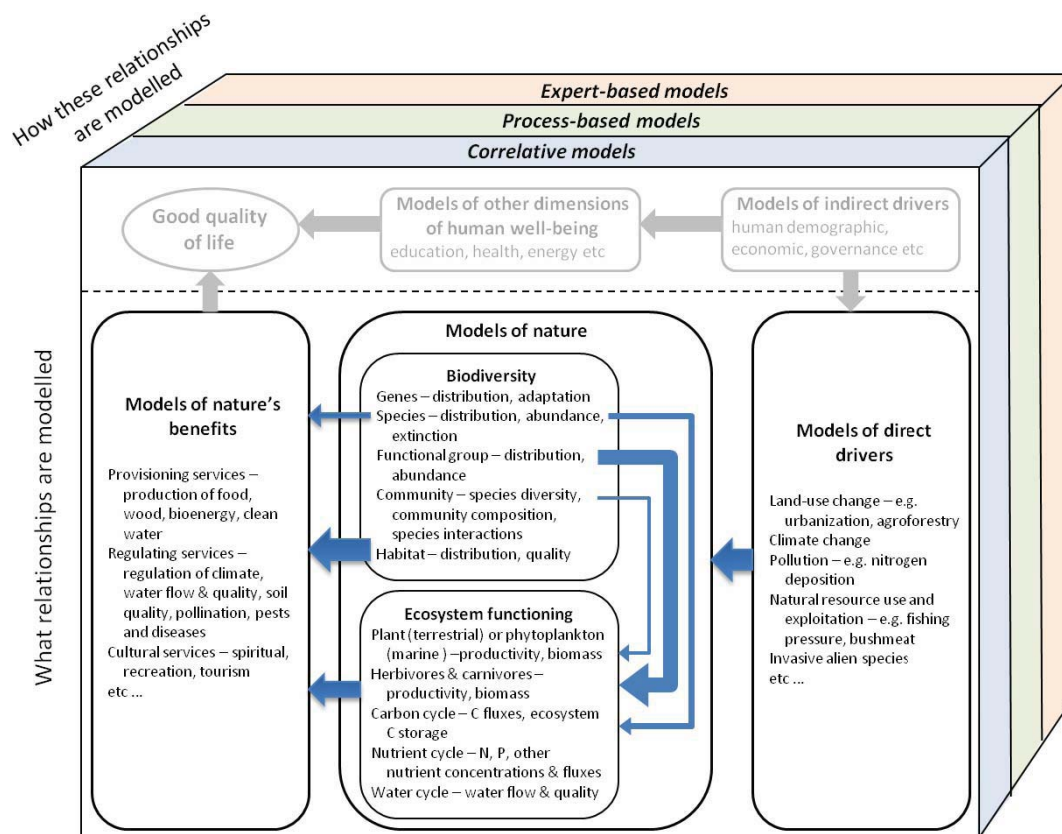 How these relationships
are modelled
Expert-based models
Process-based models
Correlative models
Good quality
of life
Models of other dimensions
of human well-being
education, health, energy etc
Models of indirect drivers
human demographic,
economic, governance etc
What relationships are modelled
Models of nature's
benefits
Provisioning services –
production of food,
wood, bioenergy, clean
water
Regulating services –
regulation of climate,
water flow & quality, soil
quality, pollination, pests
and diseases
Cultural services – spiritual,
recreation, tourism
etc ...
Models of nature
Biodiversity
Genes – distribution, adaptation
Species – distribution, abundance,
extinction
Functional group – distribution,
abundance
Community – species diversity,
community composition,
species interactions
Habitat – distribution, quality
Ecosystem functioning
Plant (terrestrial) or phytoplankton
(marine ) –productivity, biomass
Herbivores & carnivores –
productivity, biomass
Carbon cycle – C fluxes, ecosystem
C storage
Nutrient cycle – N, P, other
nutrient concentrations & fluxes
Water cycle – water flow & quality
Models of direct
drivers
Land-use change – e.g.
urbanization, agroforestry
Climate change
Pollution – e.g. nitrogen
deposition
Natural resource use and
exploitation – e.g. fishing
pressure, bushmeat
Invasive alien species
etc ...